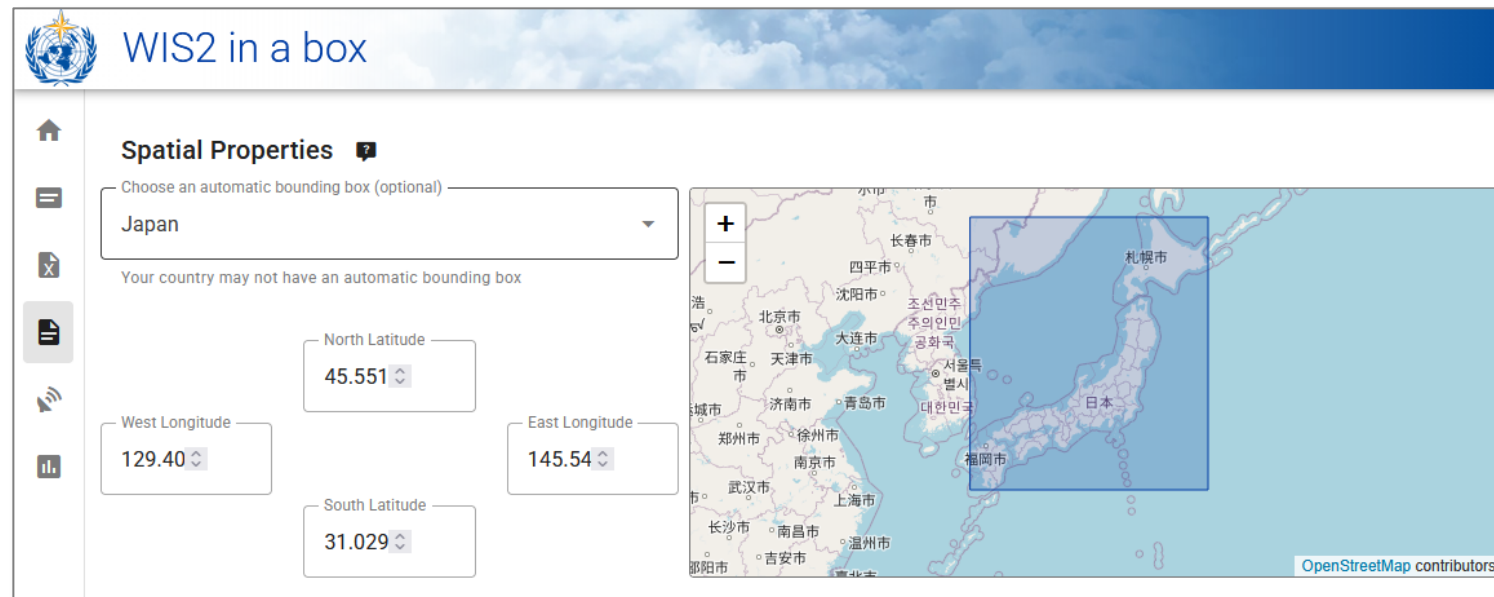 WIS2 in a box
Spatial Properties
Choose an automatic bounding box (optional)
Japan
Your country may not have an automatic bounding box
North Latitude
45.551
West Longitude
129.40
East Longitude
145.54
South Latitude
31.029
+
−
市
长春市
四平市
沈阳市
札幌市
浩
北京市
조선민주
주의인민
공화국
大连市
石家庄
市
天津市
서울특
별시
济南市
青岛市
대한민국
日本
郑州市
徐州市
南京市
福岡市
武汉市
上海市
长沙市
南昌市
温州市
吉安市
邵阳市
OpenStreetMap contributors